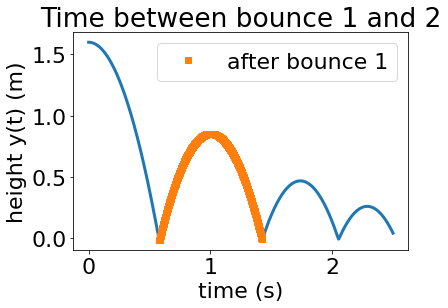 Time between bounce 1 and 2
after bounce 1
height y(t) (m)
1.5
1.0
0.5
0.0
0
1
2
time (s)